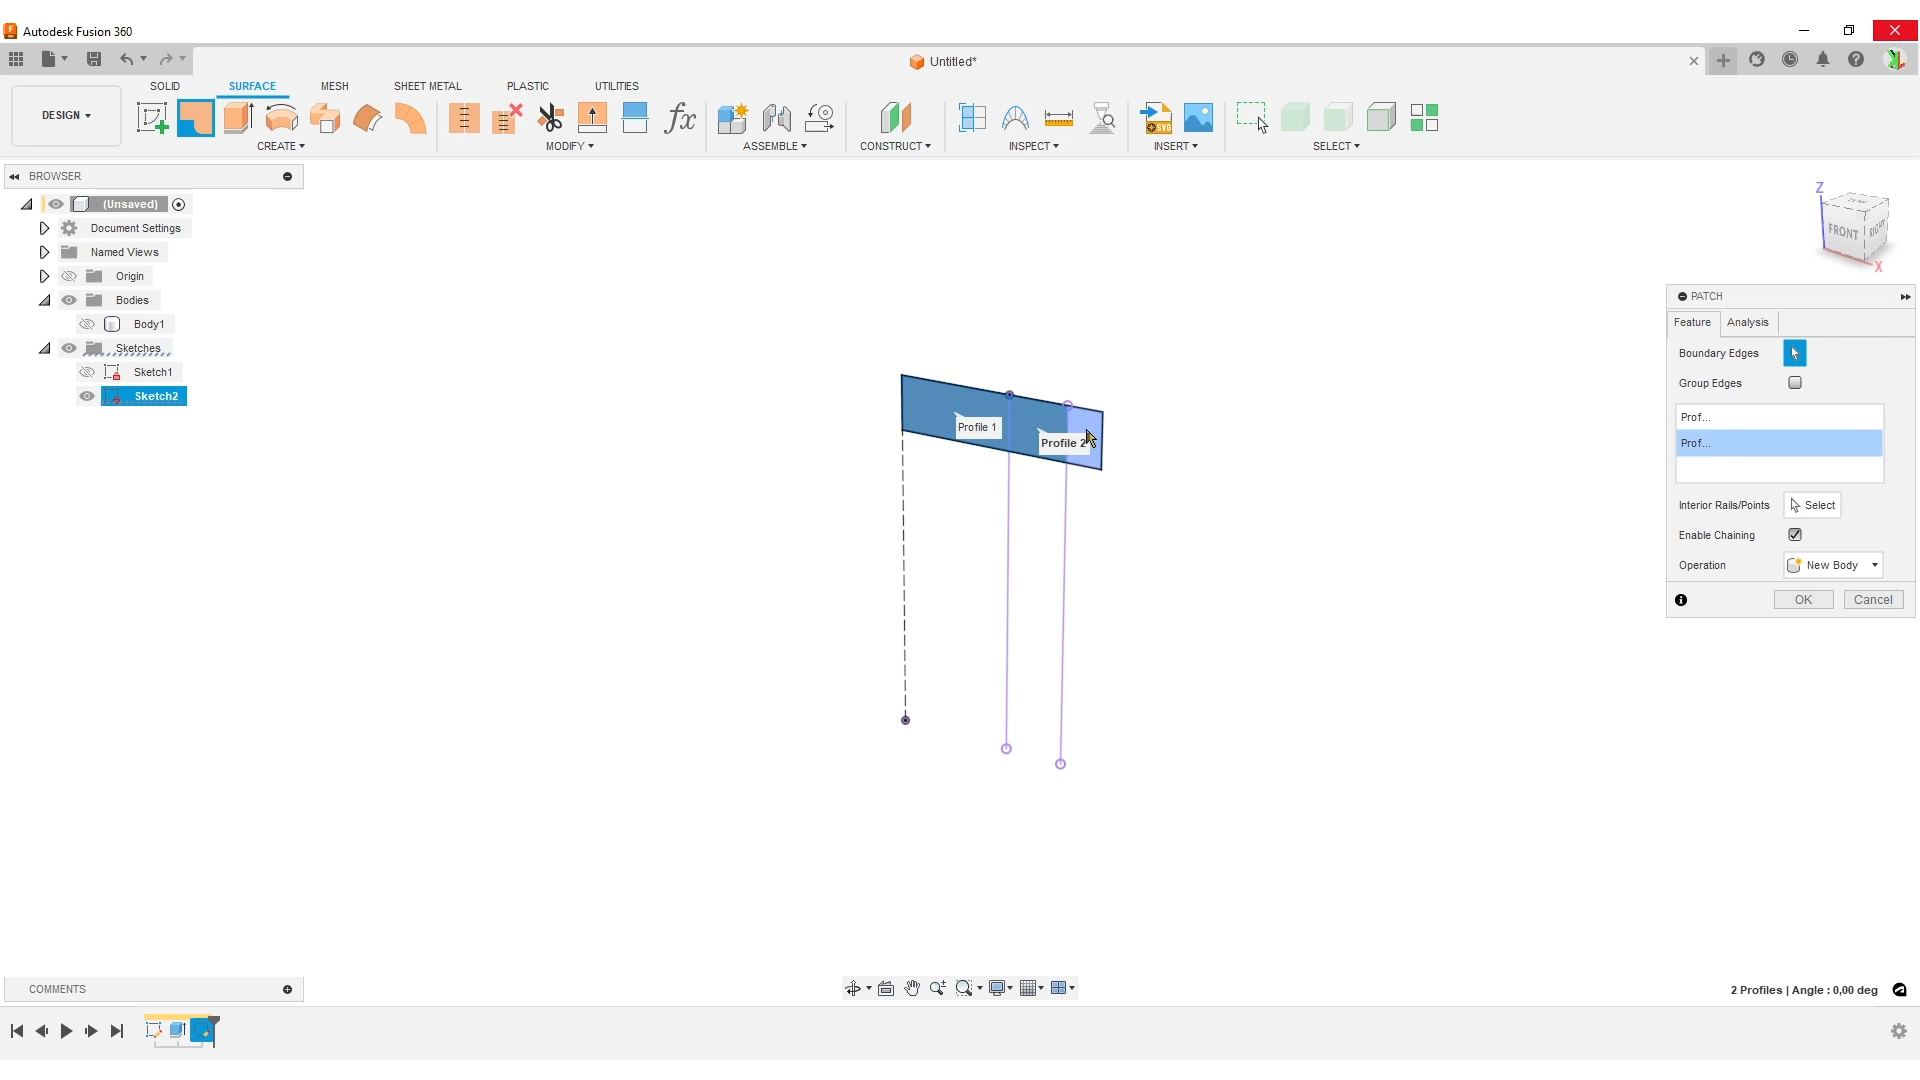 Autodesk Fusion 360
Untitled*
SOLID SURFACE MESH SHEET METAL PLASTIC UTILITIES
DESIGN
CREATE MODIFY ASSEMBLE CONSTRUCT INSPECT INSERT SELECT
BROWSER
(Unsaved)
Document Settings
Named Views
Origin
Bodies
Body1
Sketches
Sketch1
Sketch2
Profile 1
Profile 2
Z
FRONT
RIGHT
X
PATCH
Feature Analysis
Boundary Edges
Group Edges
Prof...
Prof...
Interior Rails/Points Select
Enable Chaining
Operation New Body
OK Cancel
COMMENTS
2 Profiles | Angle : 0,00 deg